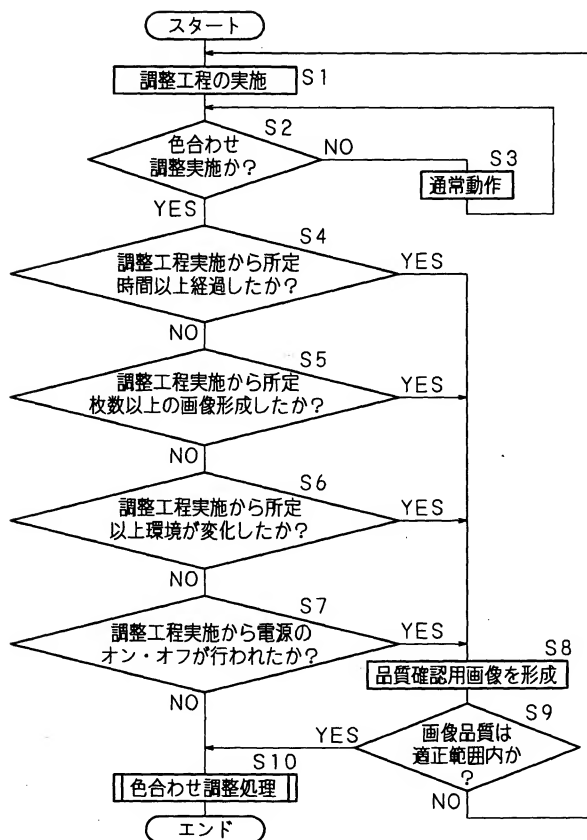 スタート
調整工程の実施 S1
S2
色合わせ
調整実施か?
NO
S3
通常動作
YES
S4
調整工程実施から所定
時間以上経過したか?
YES
NO
S5
調整工程実施から所定
枚数以上の画像形成したか?
YES
NO
S6
調整工程実施から所定
以上環境が変化したか?
YES
NO
S7
調整工程実施から電源の
オン・オフが行われたか?
YES
NO
S8
品質確認用画像を形成
S9
画像品質は
適正範囲内か
?
YES
NO
S10
色合わせ調整処理
エンド